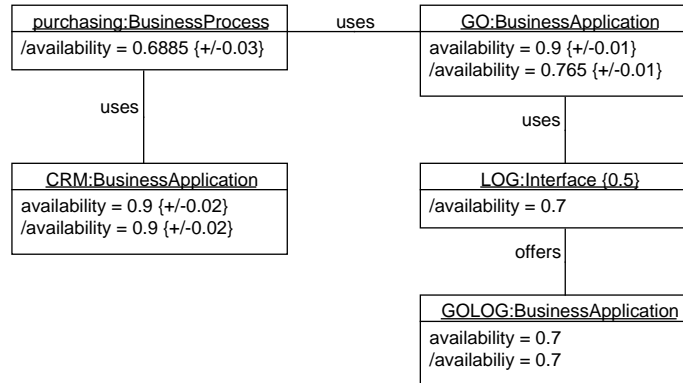 purchasing:BusinessProcess
/availability = 0.6885 {+/-0.03}
uses
GO:BusinessApplication
availability = 0.9 {+/-0.01}
/availability = 0.765 {+/-0.01}
uses
uses
CRM:BusinessApplication
availability = 0.9 {+/-0.02}
/availability = 0.9 {+/-0.02}
LOG:Interface {0.5}
/availability = 0.7
offers
GOLOG:BusinessApplication
availability = 0.7
/availabiliy = 0.7